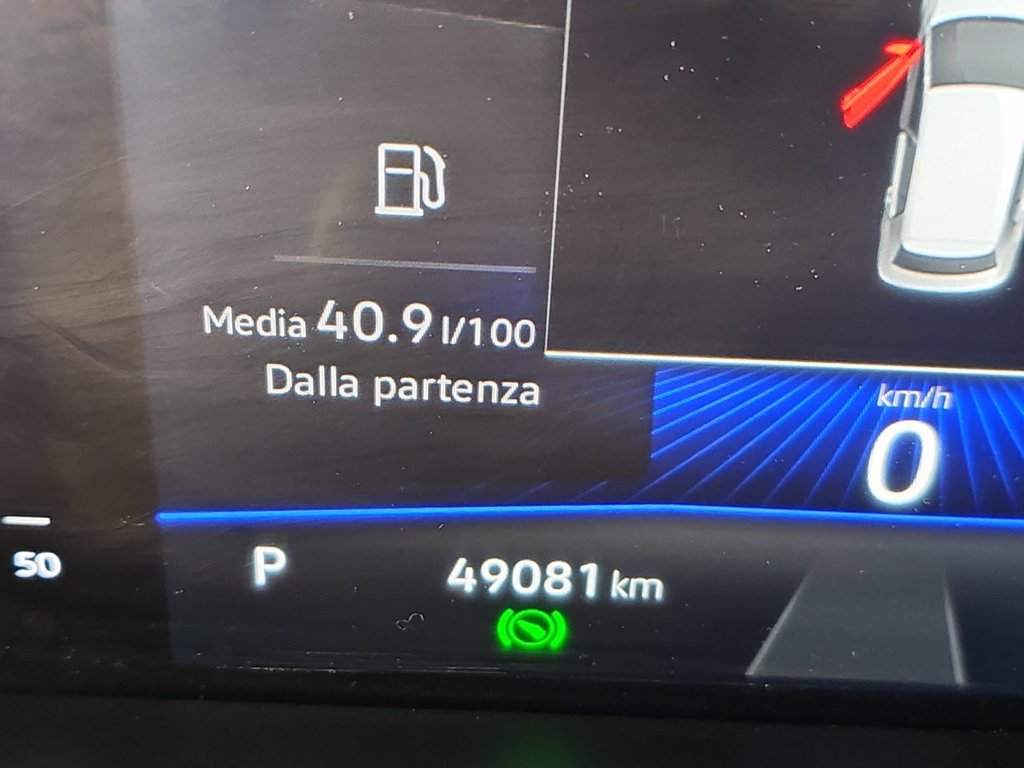 Media 40.9 l/100
Dalla partenza
km/h
0
50
P
49081 km